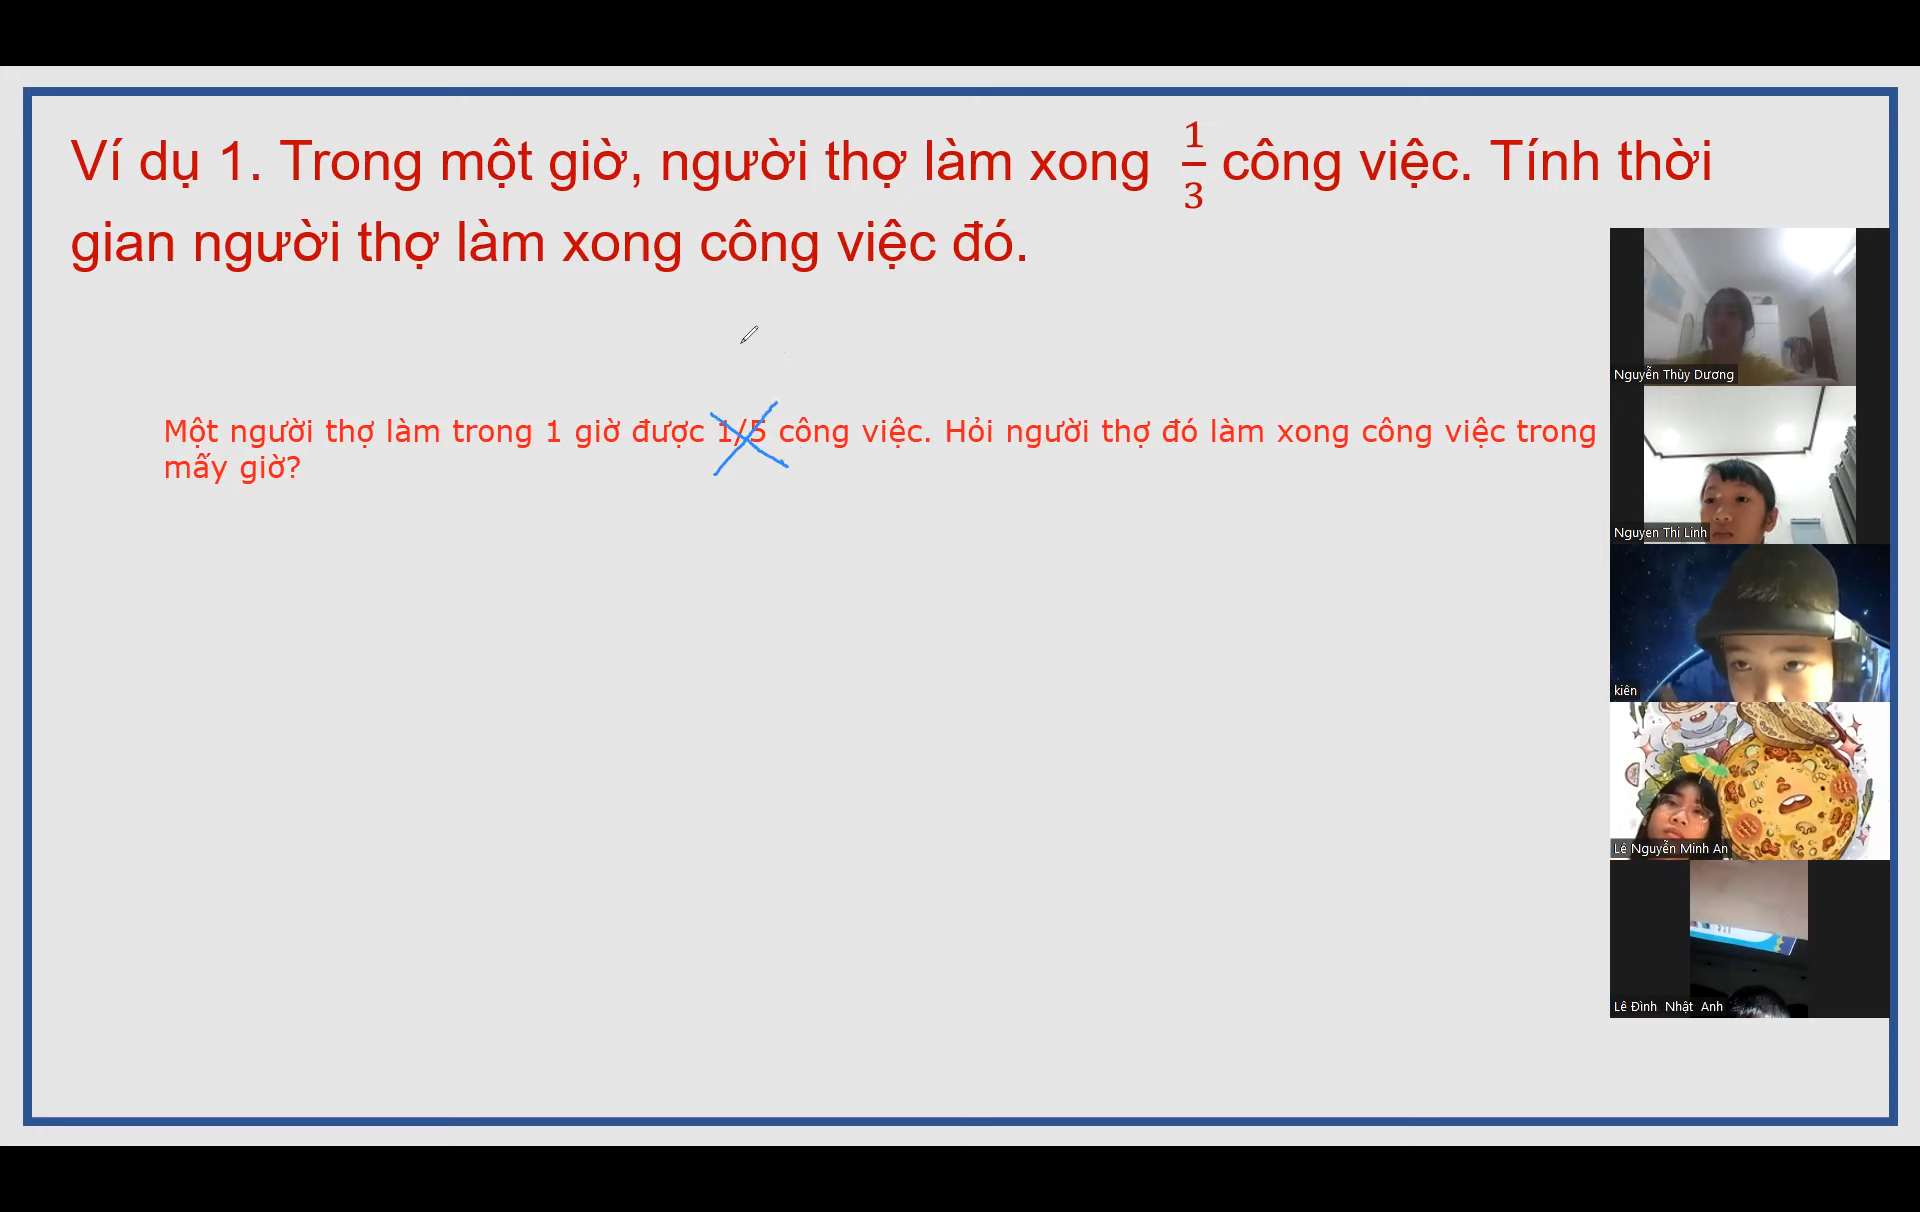 Ví dụ 1. Trong một giờ, người thợ làm xong 1/3 công việc. Tính thời
gian người thợ làm xong công việc đó.
Một người thợ làm trong 1 giờ được 1/5 công việc. Hỏi người thợ đó làm xong công việc trong
mấy giờ?
Nguyễn Thùy Dương
Nguyen Thi Linh
kiên
Lê Nguyễn Minh An
Lê Đình Nhật Anh